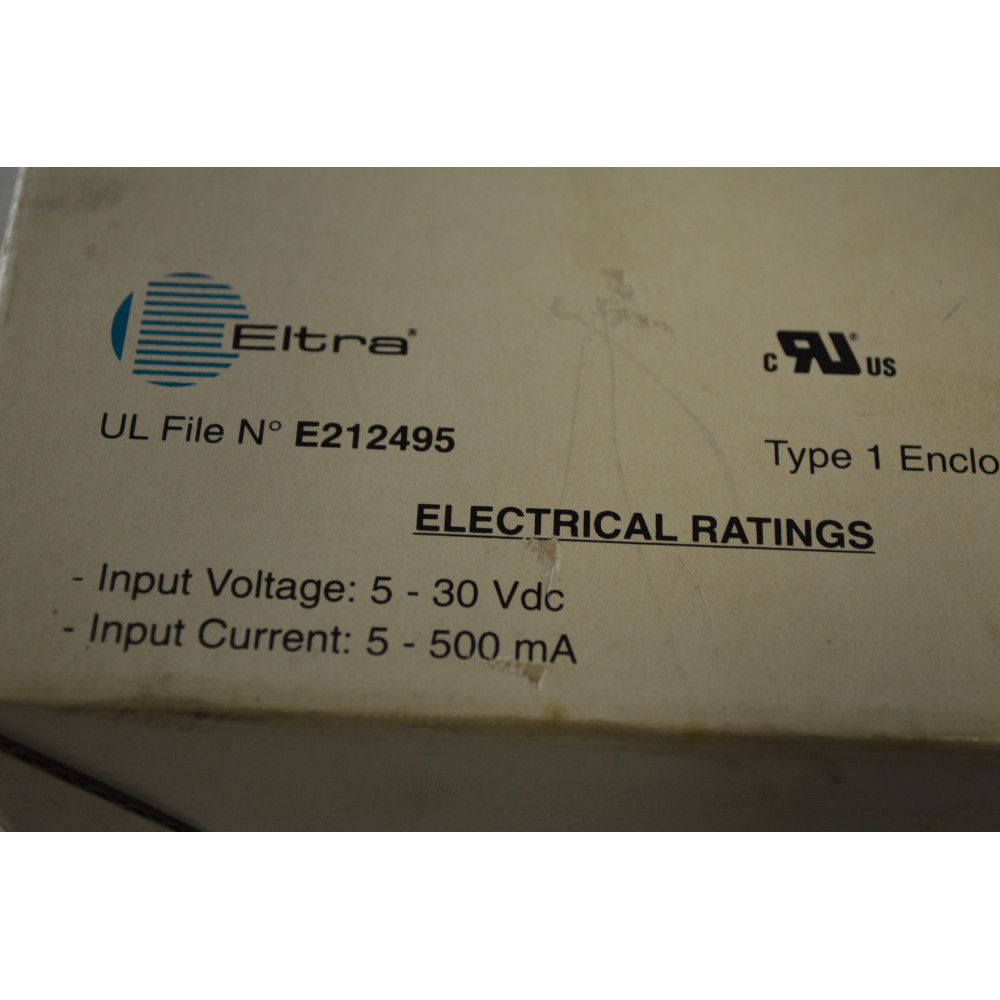 Eltra®
c RU® US
UL File N° E212495
Type 1 Enclo
ELECTRICAL RATINGS
- Input Voltage: 5 - 30 Vdc
- Input Current: 5 - 500 mA